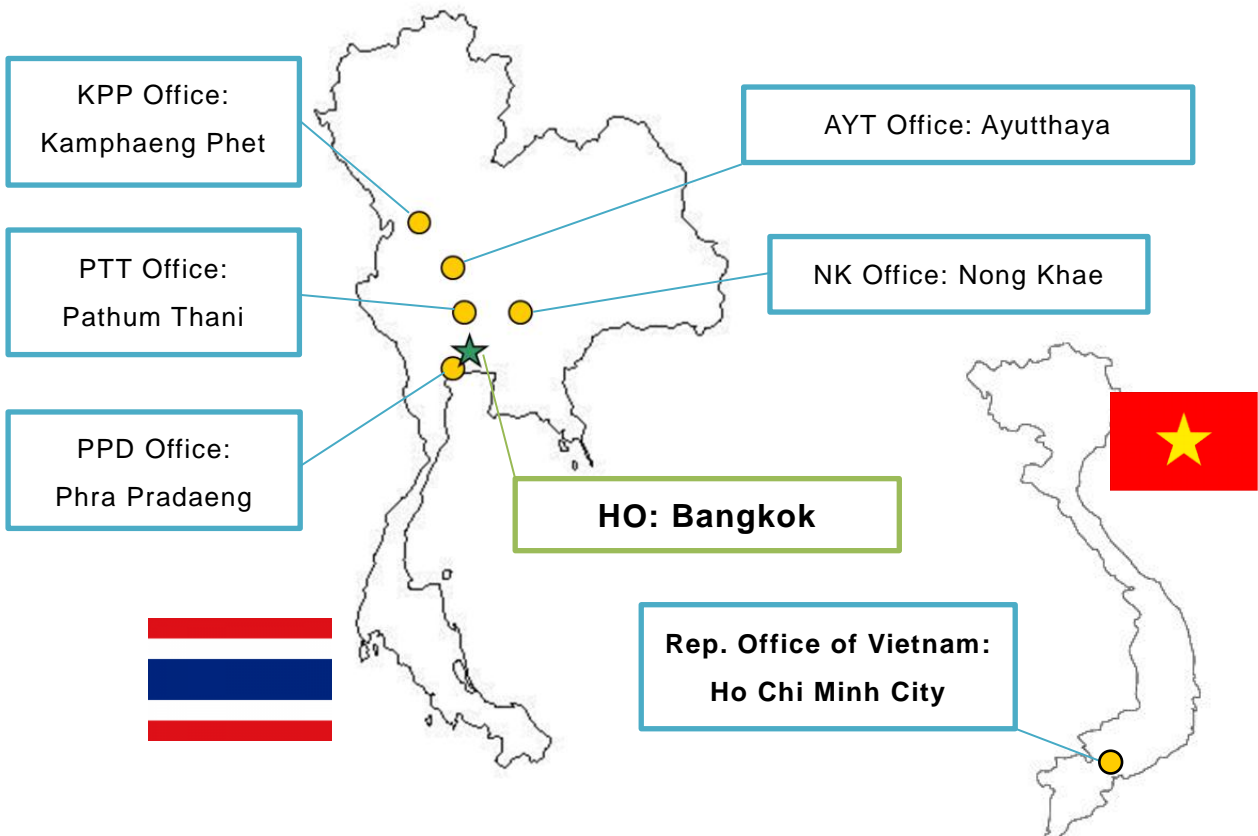 KPP Office:
Kamphaeng Phet
AYT Office: Ayutthaya
PTT Office:
Pathum Thani
NK Office: Nong Khae
PPD Office:
Phra Pradaeng
HO: Bangkok
Rep. Office of Vietnam:
Ho Chi Minh City